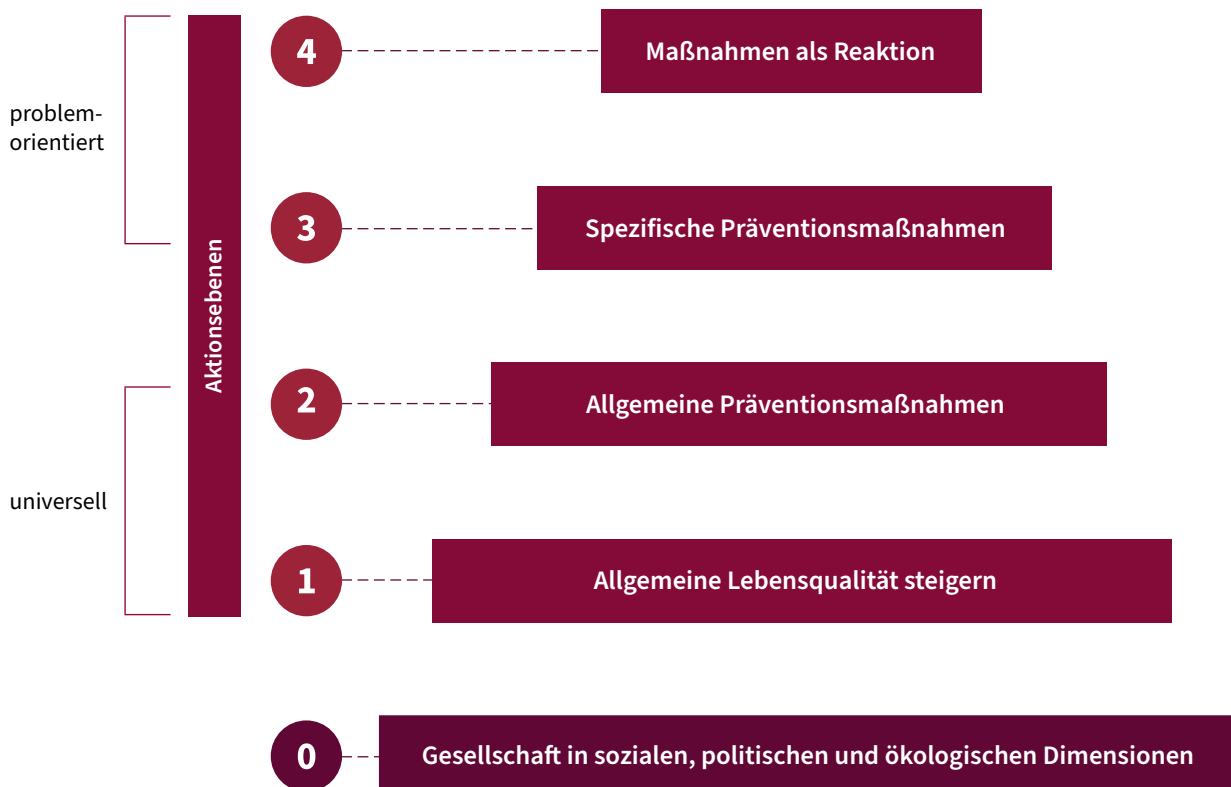 4
Maßnahmen als Reaktion
problem-
orientiert
3
Spezifische Präventionsmaßnahmen
Aktionsebenen
2
Allgemeine Präventionsmaßnahmen
universell
1
Allgemeine Lebensqualität steigern
0
Gesellschaft in sozialen, politischen und ökologischen Dimensionen